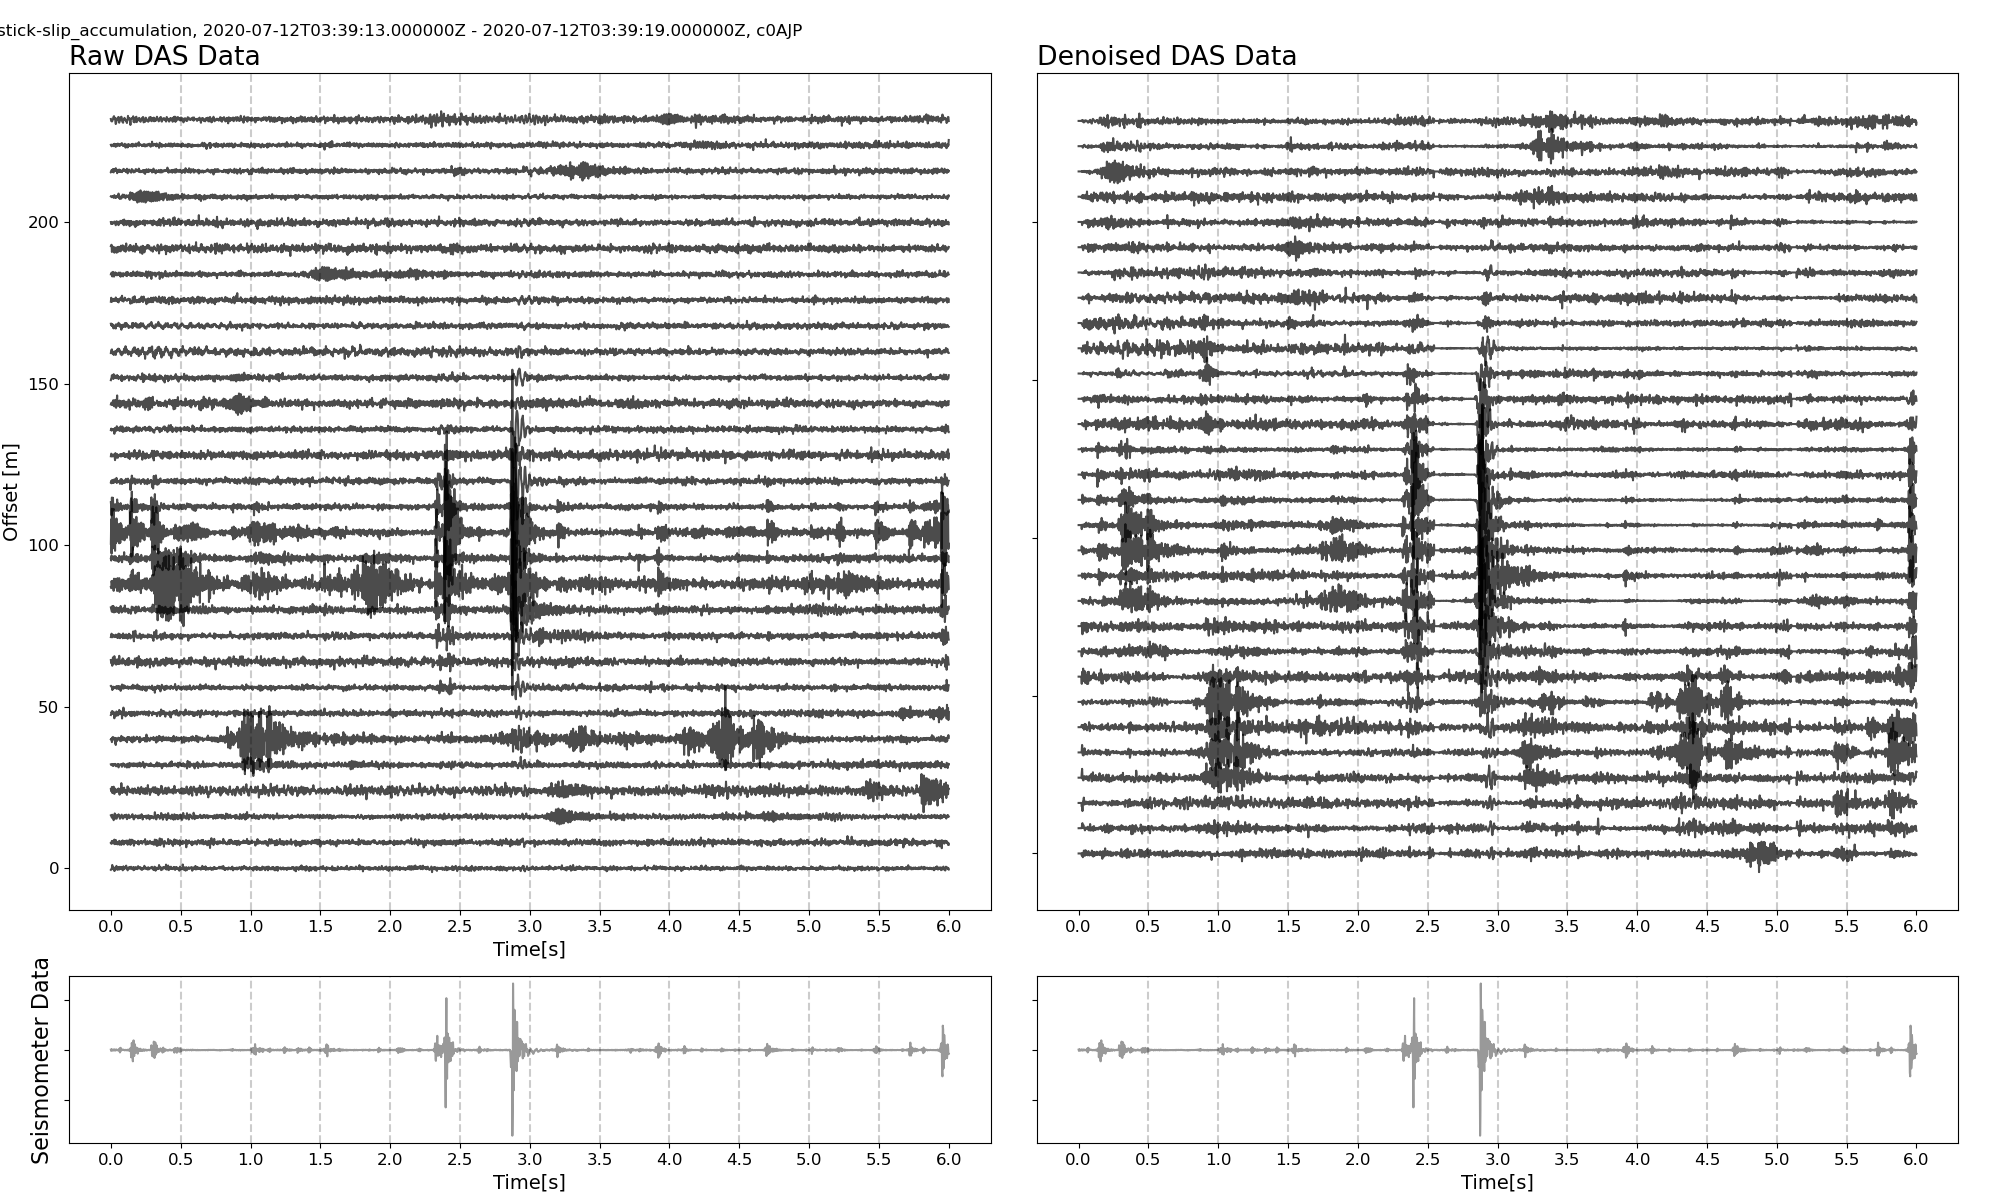 stick-slip_accumulation, 2020-07-12T03:39:13.000000Z - 2020-07-12T03:39:19.000000Z, c0AJP
Raw DAS Data
Denoised DAS Data
Offset [m]
200
150
100
50
0
0.0 0.5 1.0 1.5 2.0 2.5 3.0 3.5 4.0 4.5 5.0 5.5 6.0
Time[s]
0.0 0.5 1.0 1.5 2.0 2.5 3.0 3.5 4.0 4.5 5.0 5.5 6.0
Seismometer Data
0.0 0.5 1.0 1.5 2.0 2.5 3.0 3.5 4.0 4.5 5.0 5.5 6.0
Time[s]
0.0 0.5 1.0 1.5 2.0 2.5 3.0 3.5 4.0 4.5 5.0 5.5 6.0
Time[s]